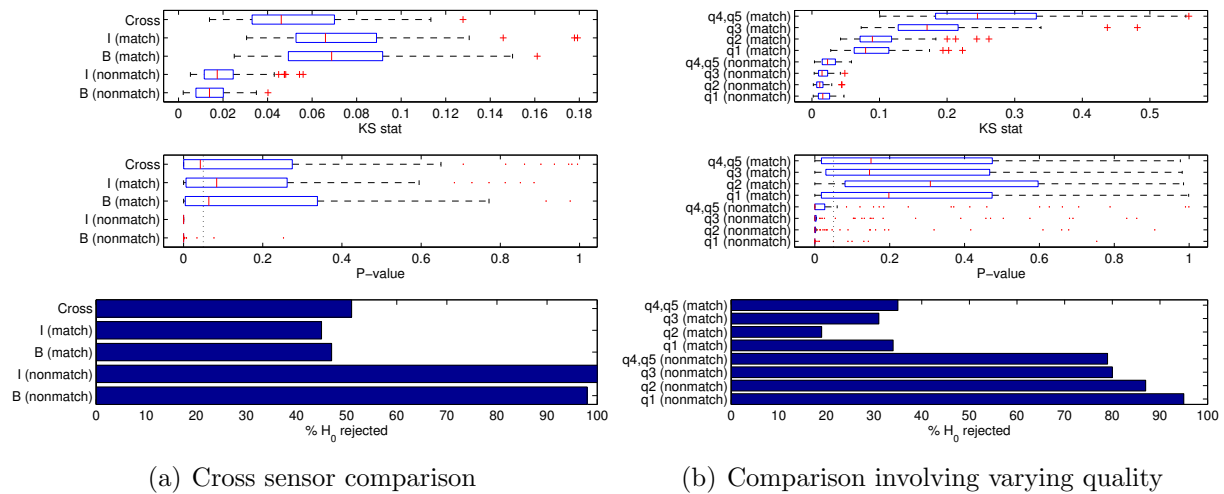 Cross
I (match)
B (match)
I (nonmatch)
B (nonmatch)
0.02 0.04 0.06 0.08 0.1 0.12 0.14 0.16 0.18
KS stat
Cross
I (match)
B (match)
I (nonmatch)
B (nonmatch)
0 0.2 0.4 0.6 0.8 1
P-value
Cross
I (match)
B (match)
I (nonmatch)
B (nonmatch)
0 10 20 30 40 50 60 70 80 90 100
% H0 rejected
(a) Cross sensor comparison
q4,q5 (match)
q3 (match)
q2 (match)
q1 (match)
q4,q5 (nonmatch)
q3 (nonmatch)
q2 (nonmatch)
q1 (nonmatch)
0 0.1 0.2 0.3 0.4 0.5
KS stat
q4,q5 (match)
q3 (match)
q2 (match)
q1 (match)
q4,q5 (nonmatch)
q3 (nonmatch)
q2 (nonmatch)
q1 (nonmatch)
0 0.2 0.4 0.6 0.8 1
P-value
q4,q5 (match)
q3 (match)
q2 (match)
q1 (match)
q4,q5 (nonmatch)
q3 (nonmatch)
q2 (nonmatch)
q1 (nonmatch)
0 10 20 30 40 50 60 70 80 90 100
% H0 rejected
(b) Comparison involving varying quality